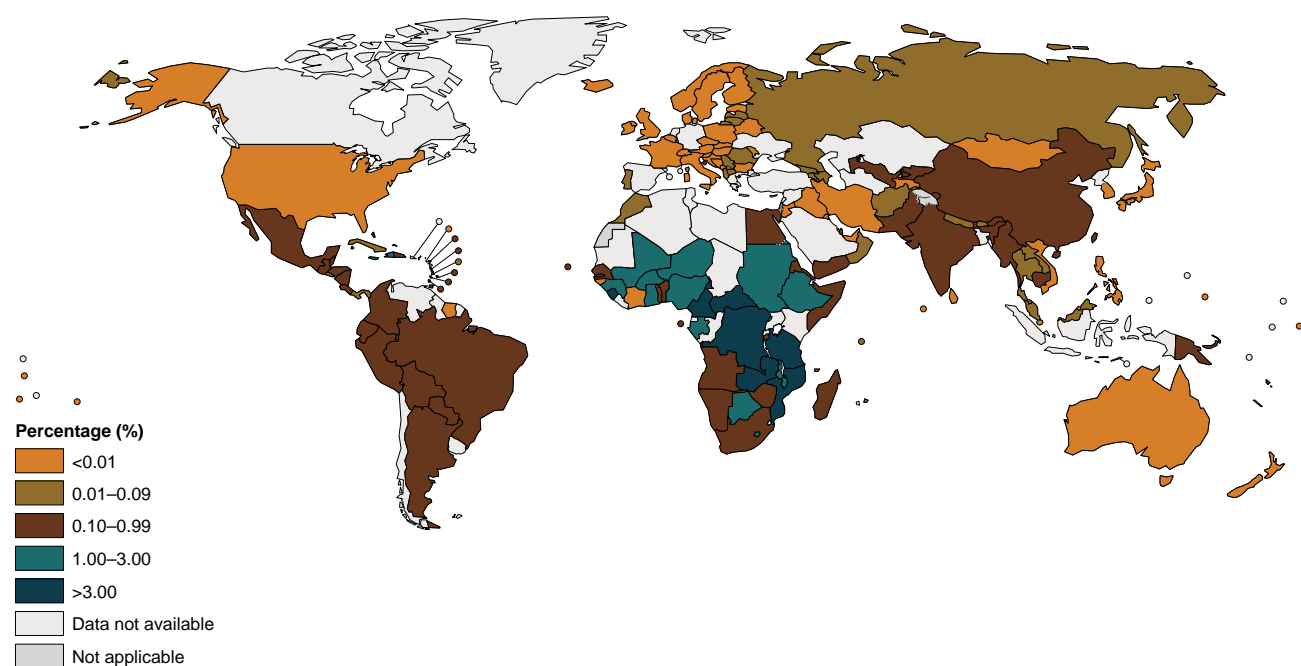 Percentage (%)
<0.01
0.01–0.09
0.10–0.99
1.00–3.00
>3.00
Data not available
Not applicable